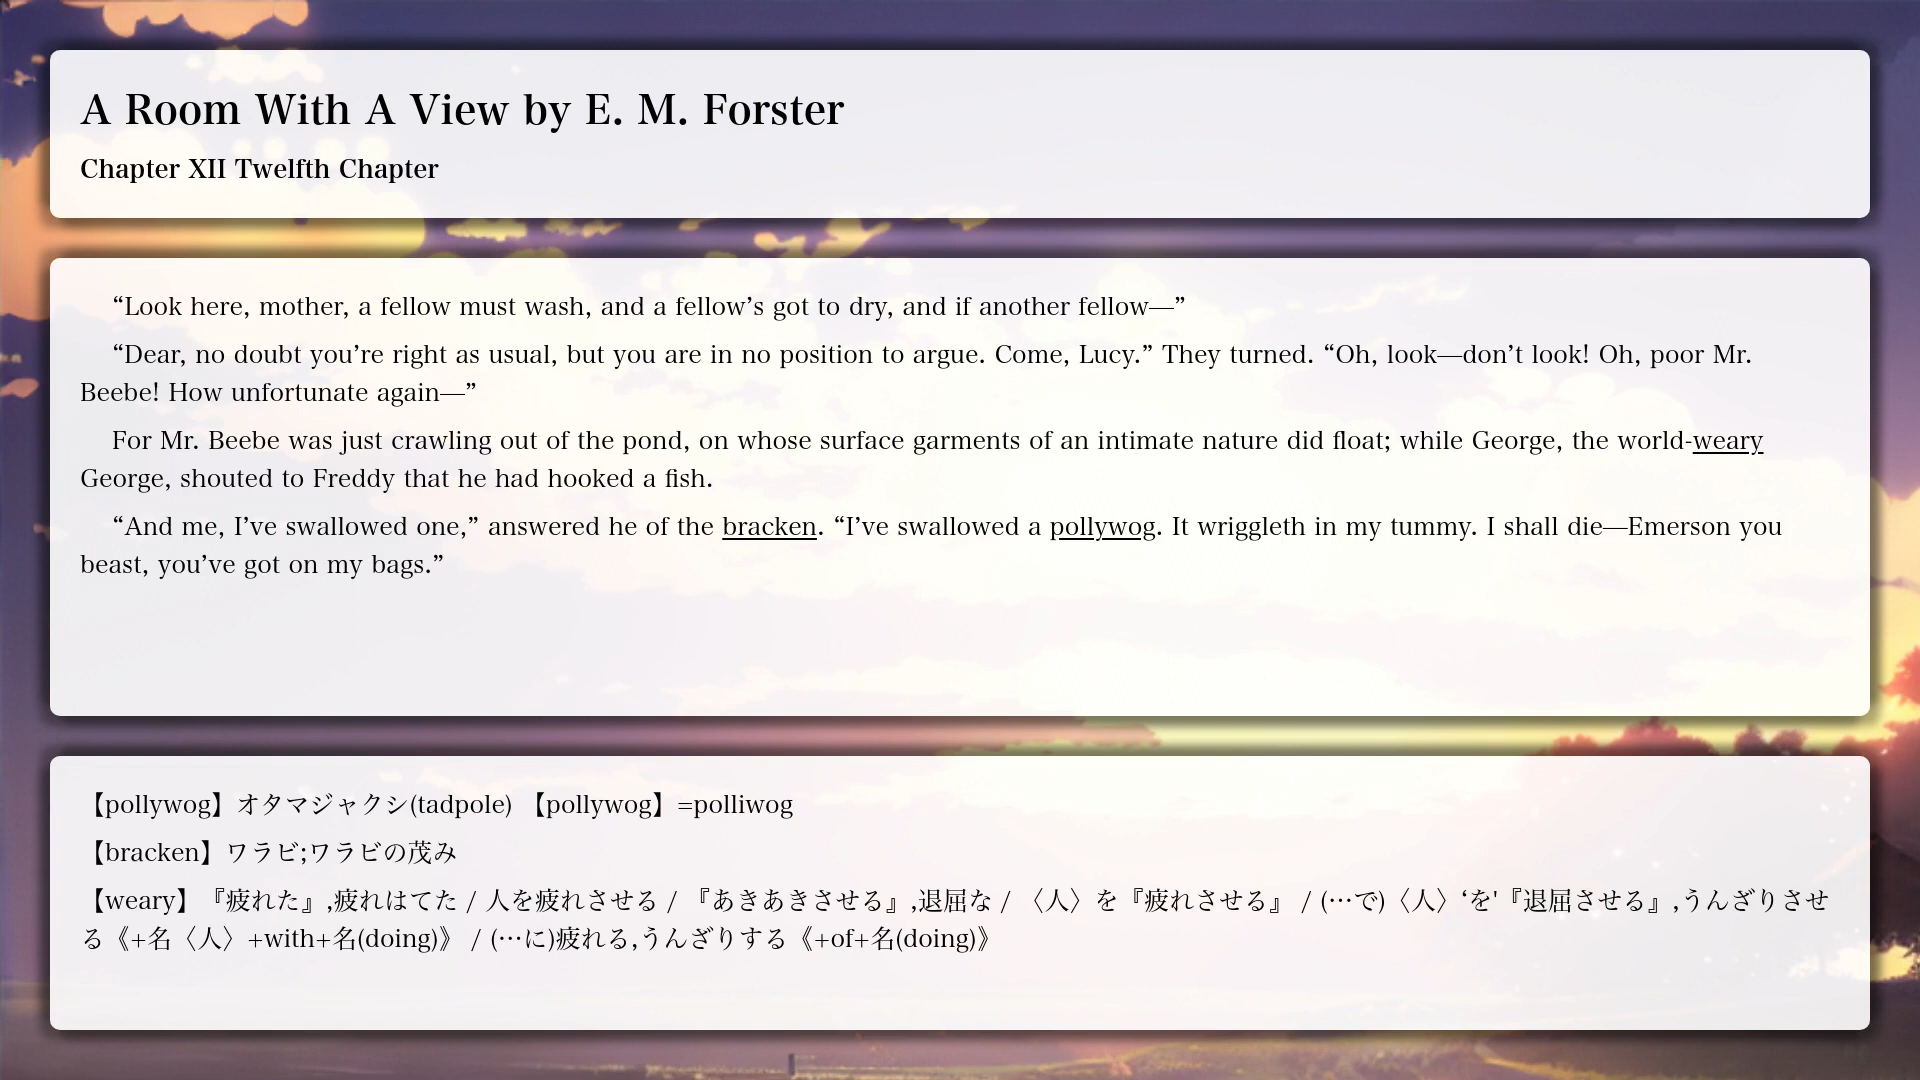 A Room With A View by E. M. Forster
Chapter XII Twelfth Chapter
“Look here, mother, a fellow must wash, and a fellow’s got to dry, and if another fellow—”
“Dear, no doubt you’re right as usual, but you are in no position to argue. Come, Lucy.” They turned. “Oh, look—don’t look! Oh, poor Mr.
Beebe! How unfortunate again—”
For Mr. Beebe was just crawling out of the pond, on whose surface garments of an intimate nature did float; while George, the world-weary
George, shouted to Freddy that he had hooked a fish.
“And me, I’ve swallowed one,” answered he of the bracken. “I’ve swallowed a pollywog. It wriggleth in my tummy. I shall die—Emerson you
beast, you’ve got on my bags.”
【pollywog】オタマジャクシ(tadpole) 【pollywog】=polliwog
【bracken】ワラビ;ワラビの茂み
【weary】『疲れた』,疲れはてた / 人を疲れさせる / 『あきあきさせる』,退屈な / 〈人〉を『疲れさせる』 / (…で)〈人〉‘を'『退屈させる』,うんざりさせ
る《+名〈人〉+with+名(doing)》 / (…に)疲れる,うんざりする《+of+名(doing)》